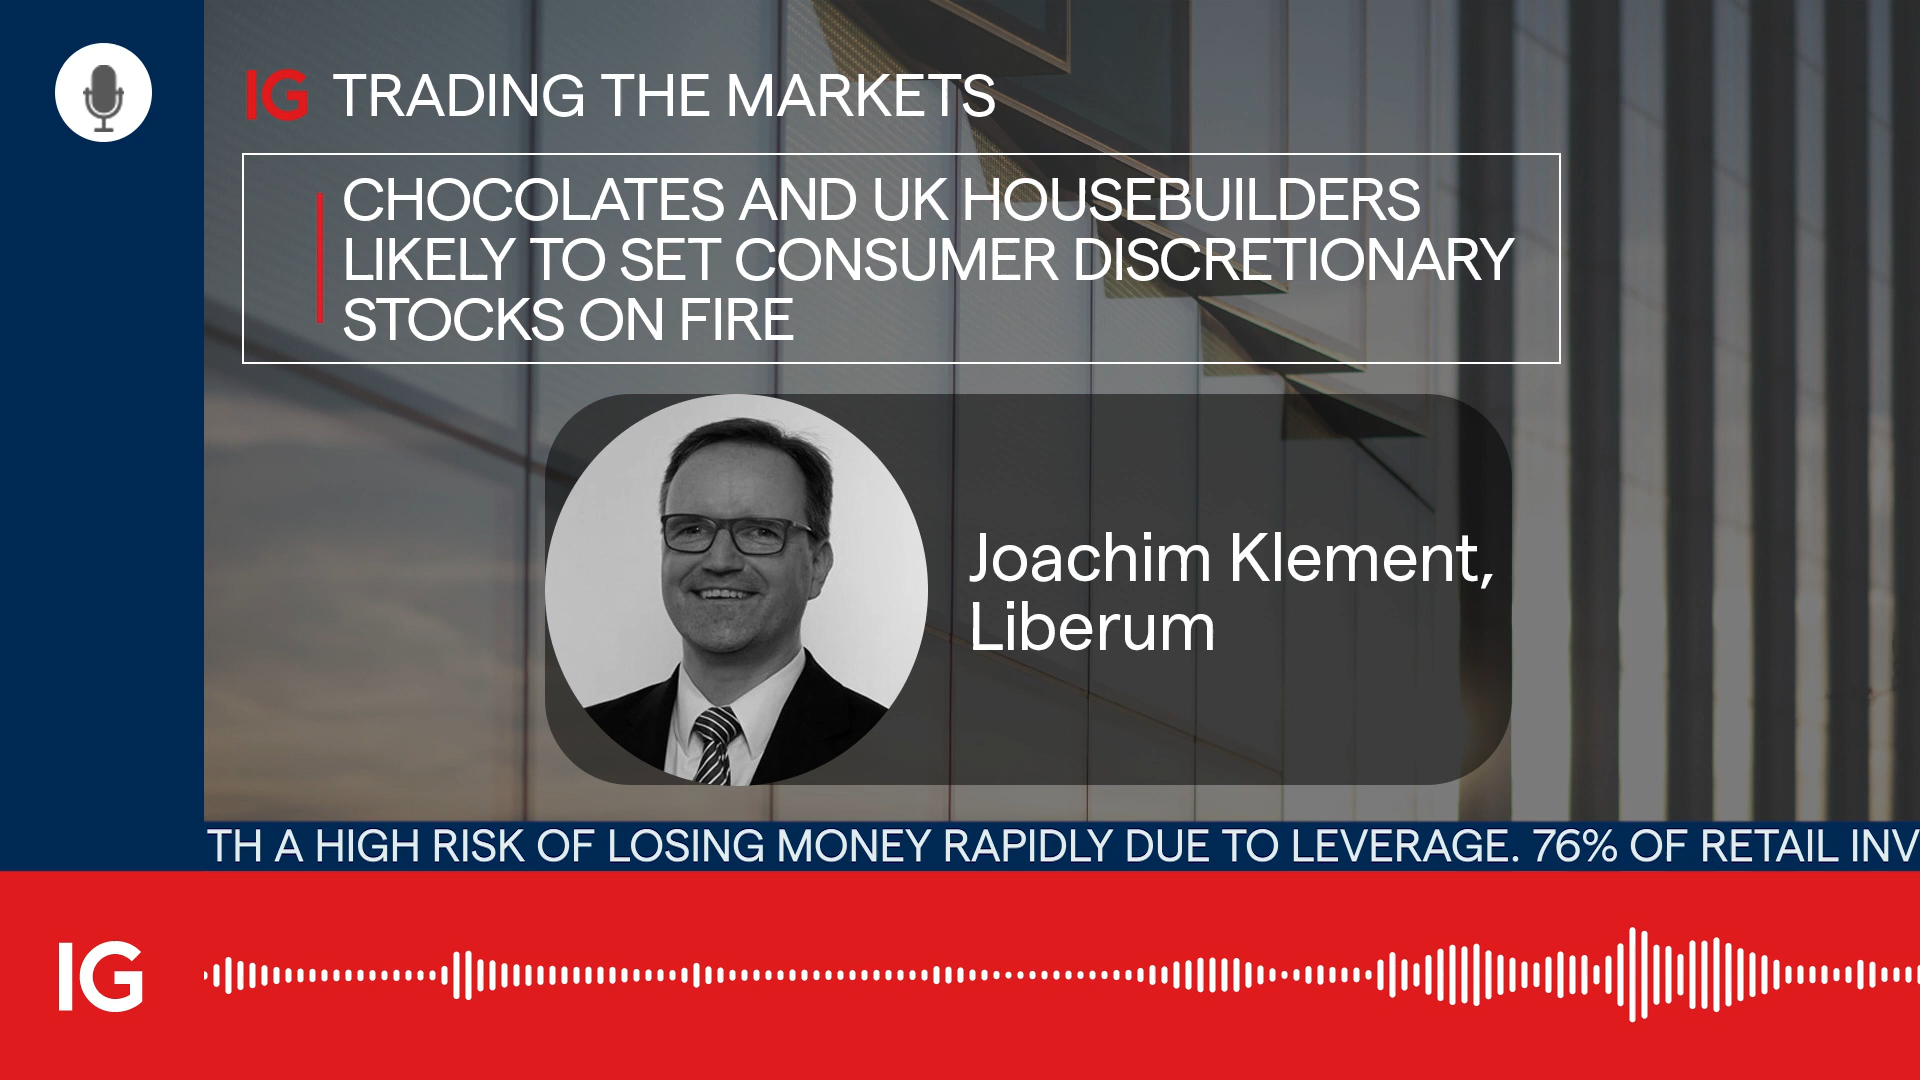 IG TRADING THE MARKETS
CHOCOLATES AND UK HOUSEBUILDERS
LIKELY TO SET CONSUMER DISCRETIONARY
STOCKS ON FIRE
Joachim Klement,
Liberum
TH A HIGH RISK OF LOSING MONEY RAPIDLY DUE TO LEVERAGE. 76% OF RETAIL INV
IG